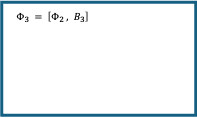 Φ₃ = [Φ₂ , B₃]